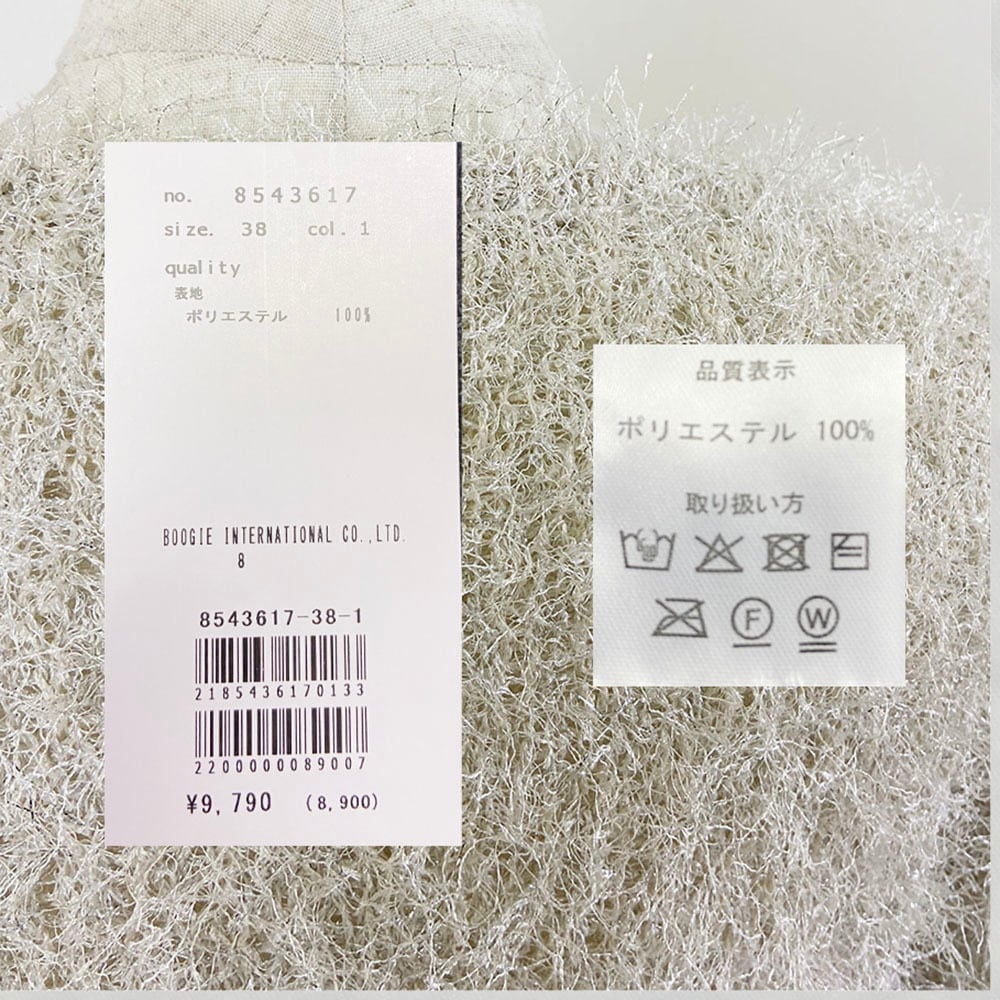 no. 8543617
size. 38 col. 1
quality
表地
ポリエステル 100%
BOOGIE INTERNATIONAL CO.,LTD.
8
8543617-38-1
2185436170133
2200000089007
¥9,790 (8,900)
品質表示
ポリエステル 100%
取り扱い方
F W